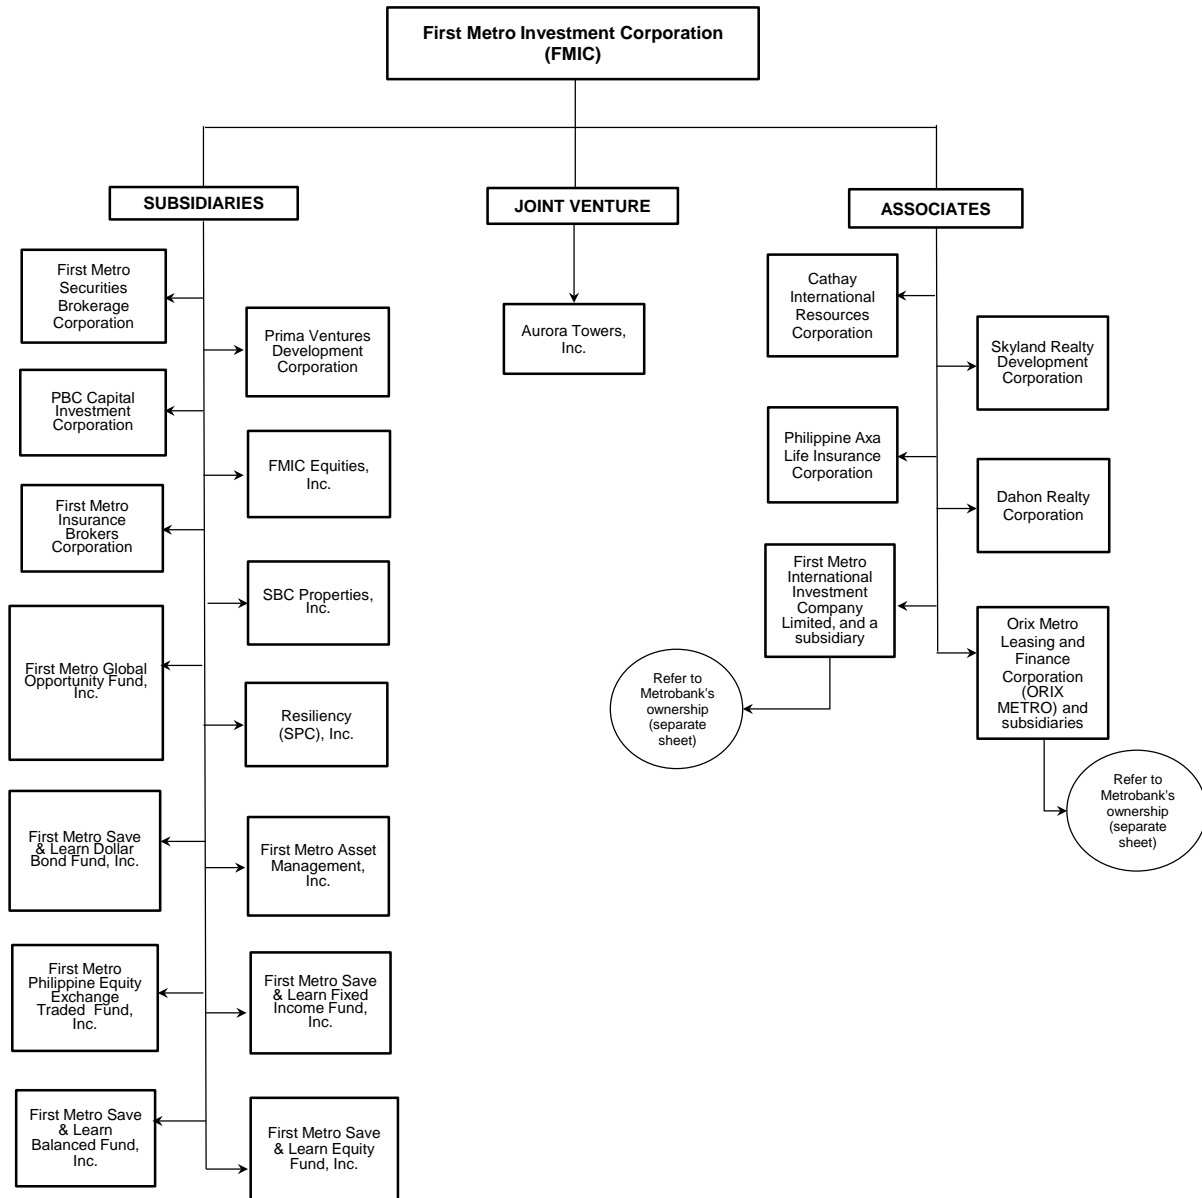 First Metro Investment Corporation
(FMIC)
SUBSIDIARIES
JOINT VENTURE
ASSOCIATES
First Metro
Securities
Brokerage
Corporation
Prima Ventures
Development
Corporation
PBC Capital
Investment
Corporation
FMIC Equities,
Inc.
First Metro
Insurance
Brokers
Corporation
SBC Properties,
Inc.
First Metro Global
Opportunity Fund,
Inc.
Resiliency
(SPC), Inc.
First Metro Save
& Learn Dollar
Bond Fund, Inc.
First Metro Asset
Management,
Inc.
First Metro
Philippine Equity
Exchange
Traded Fund,
Inc.
First Metro Save
& Learn Fixed
Income Fund,
Inc.
First Metro Save
& Learn
Balanced Fund,
Inc.
First Metro Save
& Learn Equity
Fund, Inc.
Aurora Towers,
Inc.
Cathay
International
Resources
Corporation
Skyland Realty
Development
Corporation
Philippine Axa
Life Insurance
Corporation
Dahon Realty
Corporation
First Metro
International
Investment
Company
Limited, and a
subsidiary
Orix Metro
Leasing and
Finance
Corporation
(ORIX
METRO) and
subsidiaries
Refer to
Metrobank's
ownership
(separate
sheet)
Refer to
Metrobank's
ownership
(separate
sheet)